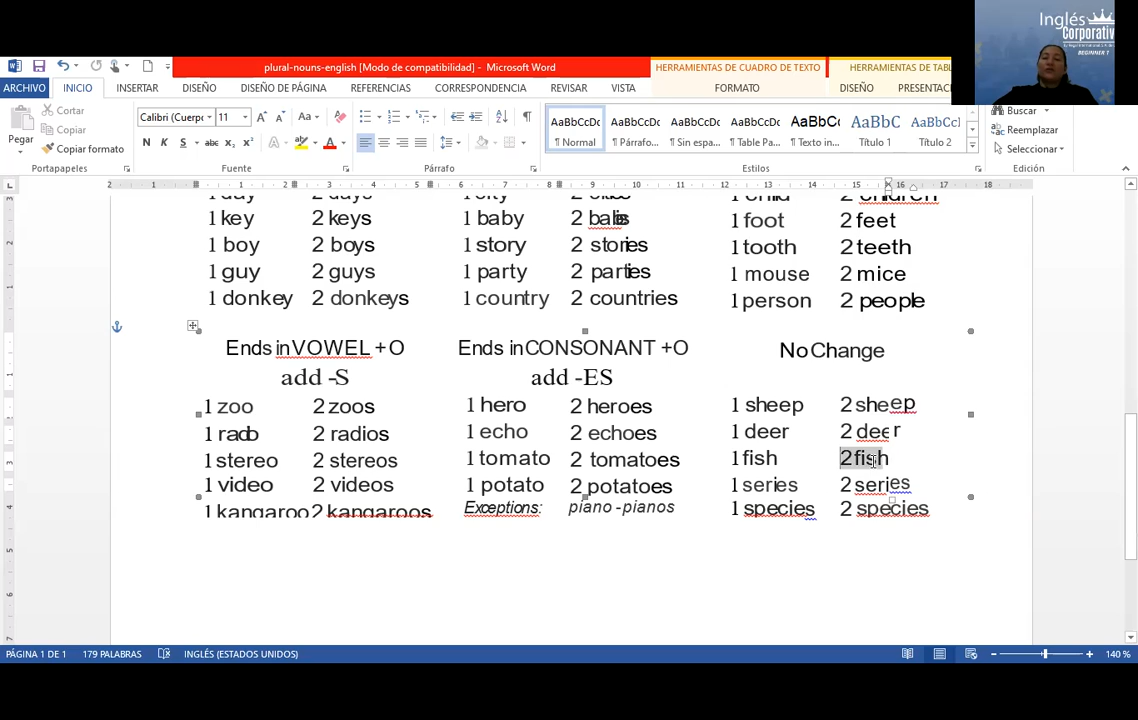 Inglés
Corporativ
BEGINNER 1
plural-nouns-english [Modo de compatibilidad] - Microsoft Word
HERRAMIENTAS DE CUADRO DE TEXTO
HERRAMIENTAS DE TABL
ARCHIVO INICIO INSERTAR DISEÑO DISEÑO DE PÁGINA REFERENCIAS CORRESPONDENCIA REVISAR VISTA FORMATO DISEÑO PRESENTAC
Cortar
Copiar
Copiar formato
Pegar
Portapapeles
Calibri (Cuerpo 11
N K S abc x₂ x²
Fuente
Párrafo
AaBbCcDc AaBbCcDc AaBbCcDc AaBbCcDc AaBbCc AaBbC AaBbCcI
¶ Normal ¶ Párrafo... ¶ Sin espa... ¶ Table Pa... ¶ Texto in... Título 1 Título 2
Estilos
Buscar
Reemplazar
Seleccionar
Edición
1 key 2 keys 1 baby 1 foot 2 feet
1 boy 2 boys 1 story 2 stories 1 tooth 2 teeth
1 guy 2 guys 1 party 2 parties 1 mouse 2 mice
1 donkey 2 donkeys 1 country 2 countries 1 person 2 people
Ends in VOWEL + O Ends in CONSONANT + O No Change
add -S add -ES
1 zoo 2 zoos 1 hero 2 heroes 1 sheep 2 sheep
1 rado 2 radios 1 echo 2 echoes 1 deer 2 deer
1 stereo 2 stereos 1 tomato 2 tomatoes 1 fish 2 fish
1 video 2 videos 1 potato 2 potatoes 1 series 2 series
1 kangaroo 2 kangaroos Exceptions: piano - pianos 1 species 2 species
PÁGINA 1 DE 1 179 PALABRAS INGLÉS (ESTADOS UNIDOS) 140 %